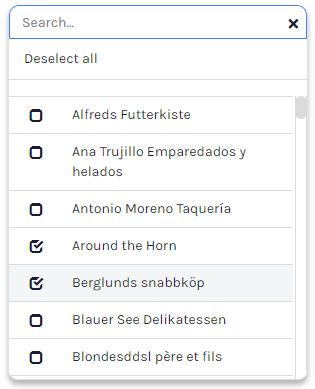 Search...
Deselect all
Alfreds Futterkiste
Ana Trujillo Emparedados y
helados
Antonio Moreno Taquería
Around the Horn
Berglunds snabbköp
Blauer See Delikatessen
Blondesddsl père et fils